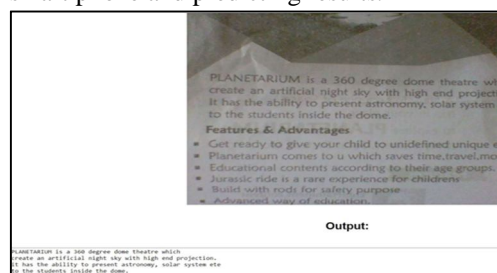 PLANETARIUM is a 360 degree dome theatre
create an artificial night sky with high end
It has the ability to present astronomy, solar system
to the students inside the dome.
Features & Advantages
Get ready to give your child to unidefined unique
Planetarium comes to u which saves time,travel,
Educational contents according to their age groups.
Jurassic ride is a rare experience for childrens
Build with rods for safety purpose
Advanced way of education.
Output:
PLANETARIUM is a 360 degree dome theatre which
create an artificial night sky with high end projection.
it has the ability to present astronomy, solar system ete
to the students inside the dome.